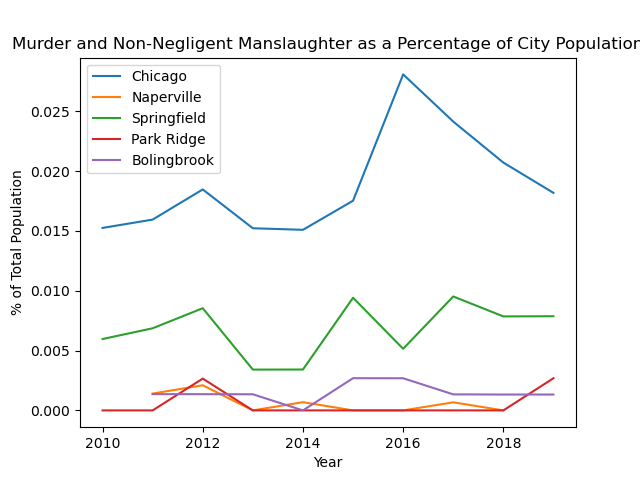 Murder and Non-Negligent Manslaughter as a Percentage of City Population
Chicago
Naperville
Springfield
Park Ridge
Bolingbrook
% of Total Population
0.025
0.020
0.015
0.010
0.005
0.000
2010 2012 2014 2016 2018
Year